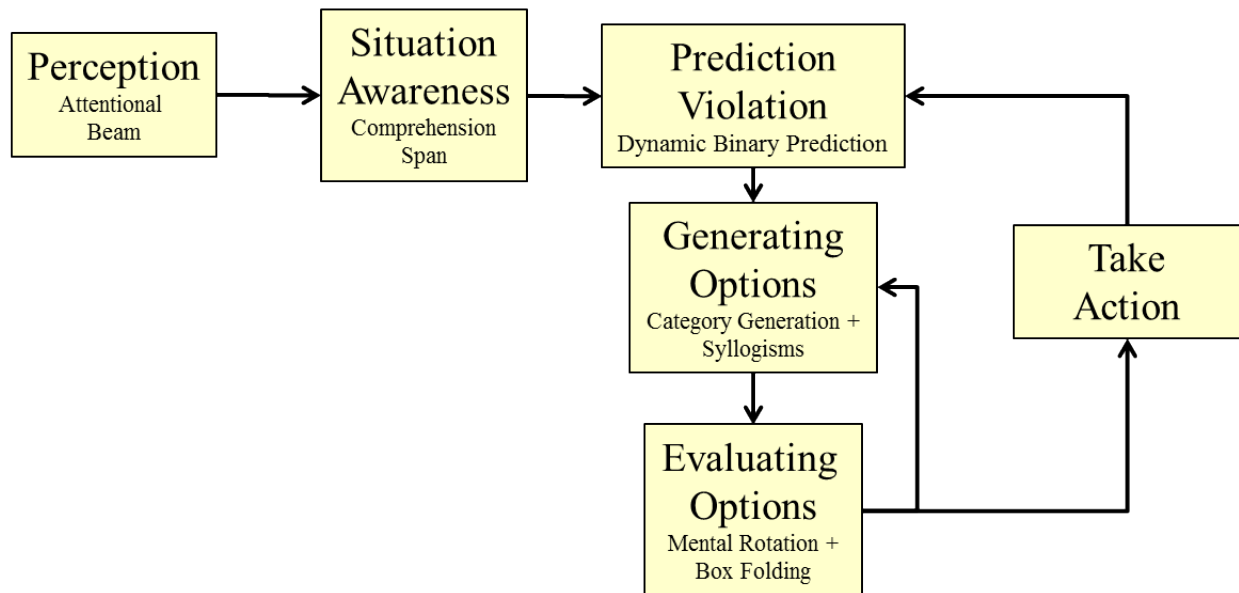 Perception
Attentional
Beam
Situation
Awareness
Comprehension
Span
Prediction
Violation
Dynamic Binary Prediction
Generating
Options
Category Generation +
Syllogisms
Take
Action
Evaluating
Options
Mental Rotation +
Box Folding